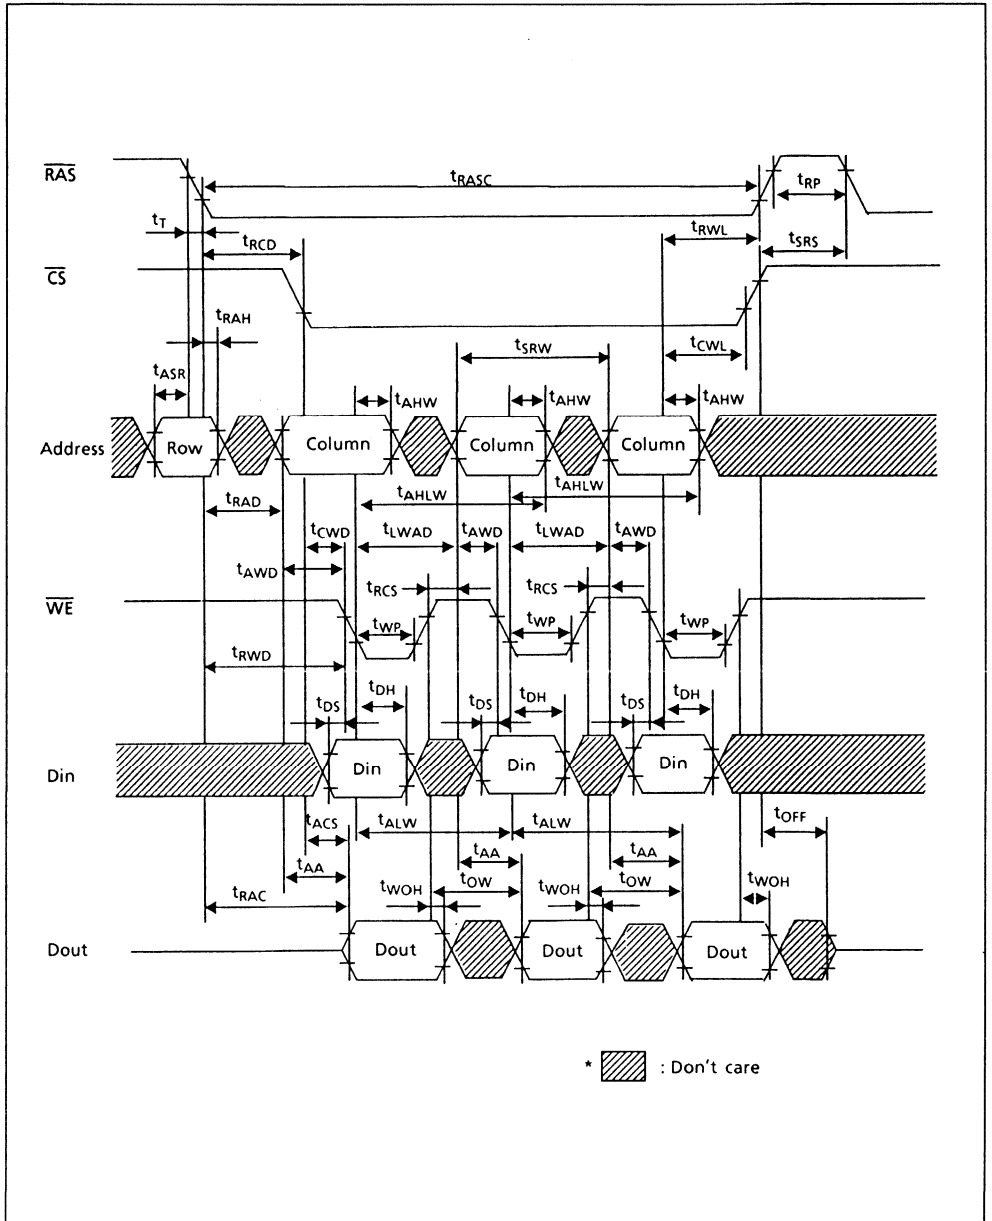 RAS
tRASC
tRP
tT
tRCD
tRWL
tSRS
CS
tRAH
tSRW
tCWL
tASR
tAHW
tAHW
tAHW
Address
Row
Column
Column
Column
tRAD
tAHLW
tAHLW
tCWD
tLWAD
tAWD
tLWAD
tAWD
tAWD
tRCS
tRCS
WE
tWP
tWP
tWP
tRWD
tDS
tDH
tDS
tDH
tDS
tDH
Din
Din
Din
Din
tACS
tALW
tALW
tOFF
tAA
tAA
tAA
tRAC
tWOH
tOW
tWOH
tOW
tWOH
Dout
Dout
Dout
Dout
* : Don't care